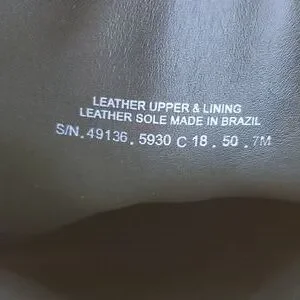 LEATHER UPPER & LINING
LEATHER SOLE MADE IN BRAZIL
S/N. 49136. 5930 C 18. 50. 7M